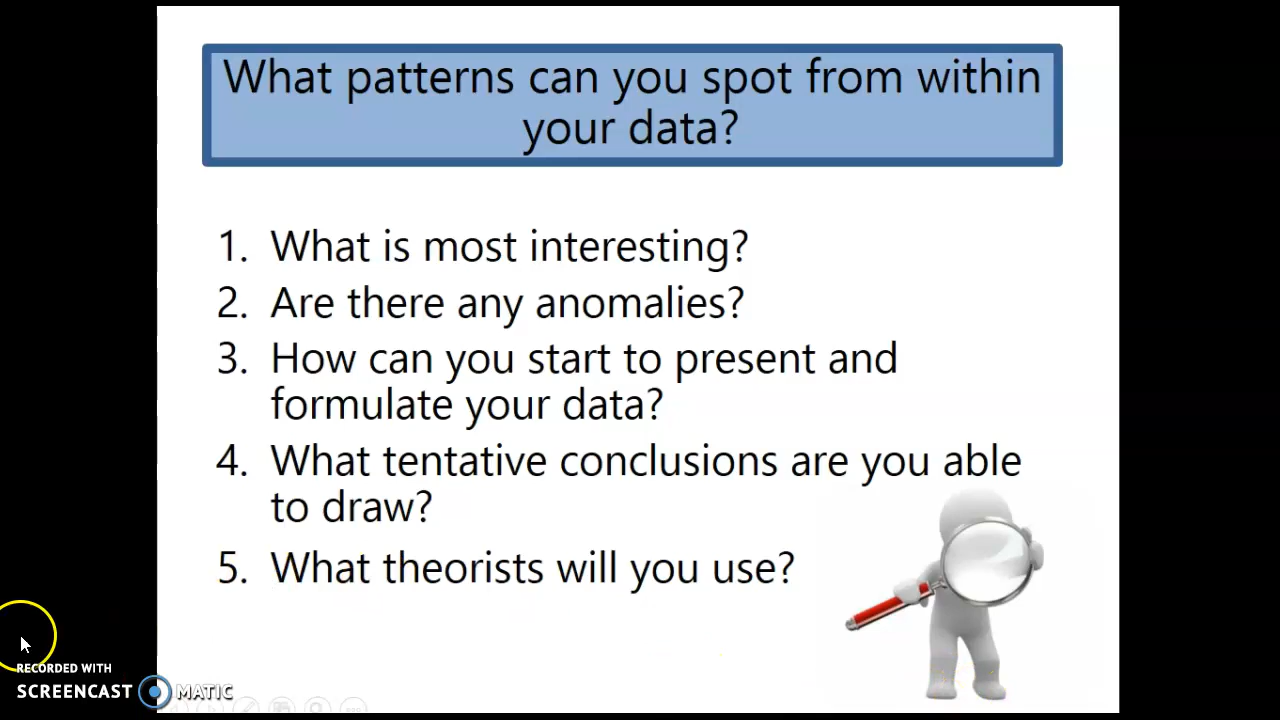 What patterns can you spot from within
your data?
1. What is most interesting?
2. Are there any anomalies?
3. How can you start to present and
formulate your data?
4. What tentative conclusions are you able
to draw?
5. What theorists will you use?
RECORDED WITH
SCREENCAST MATIC